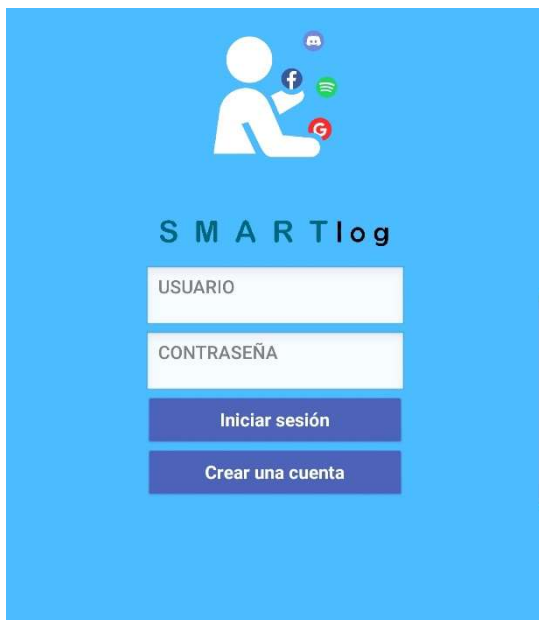 SMARTlog
USUARIO
CONTRASEÑA
Iniciar sesión
Crear una cuenta